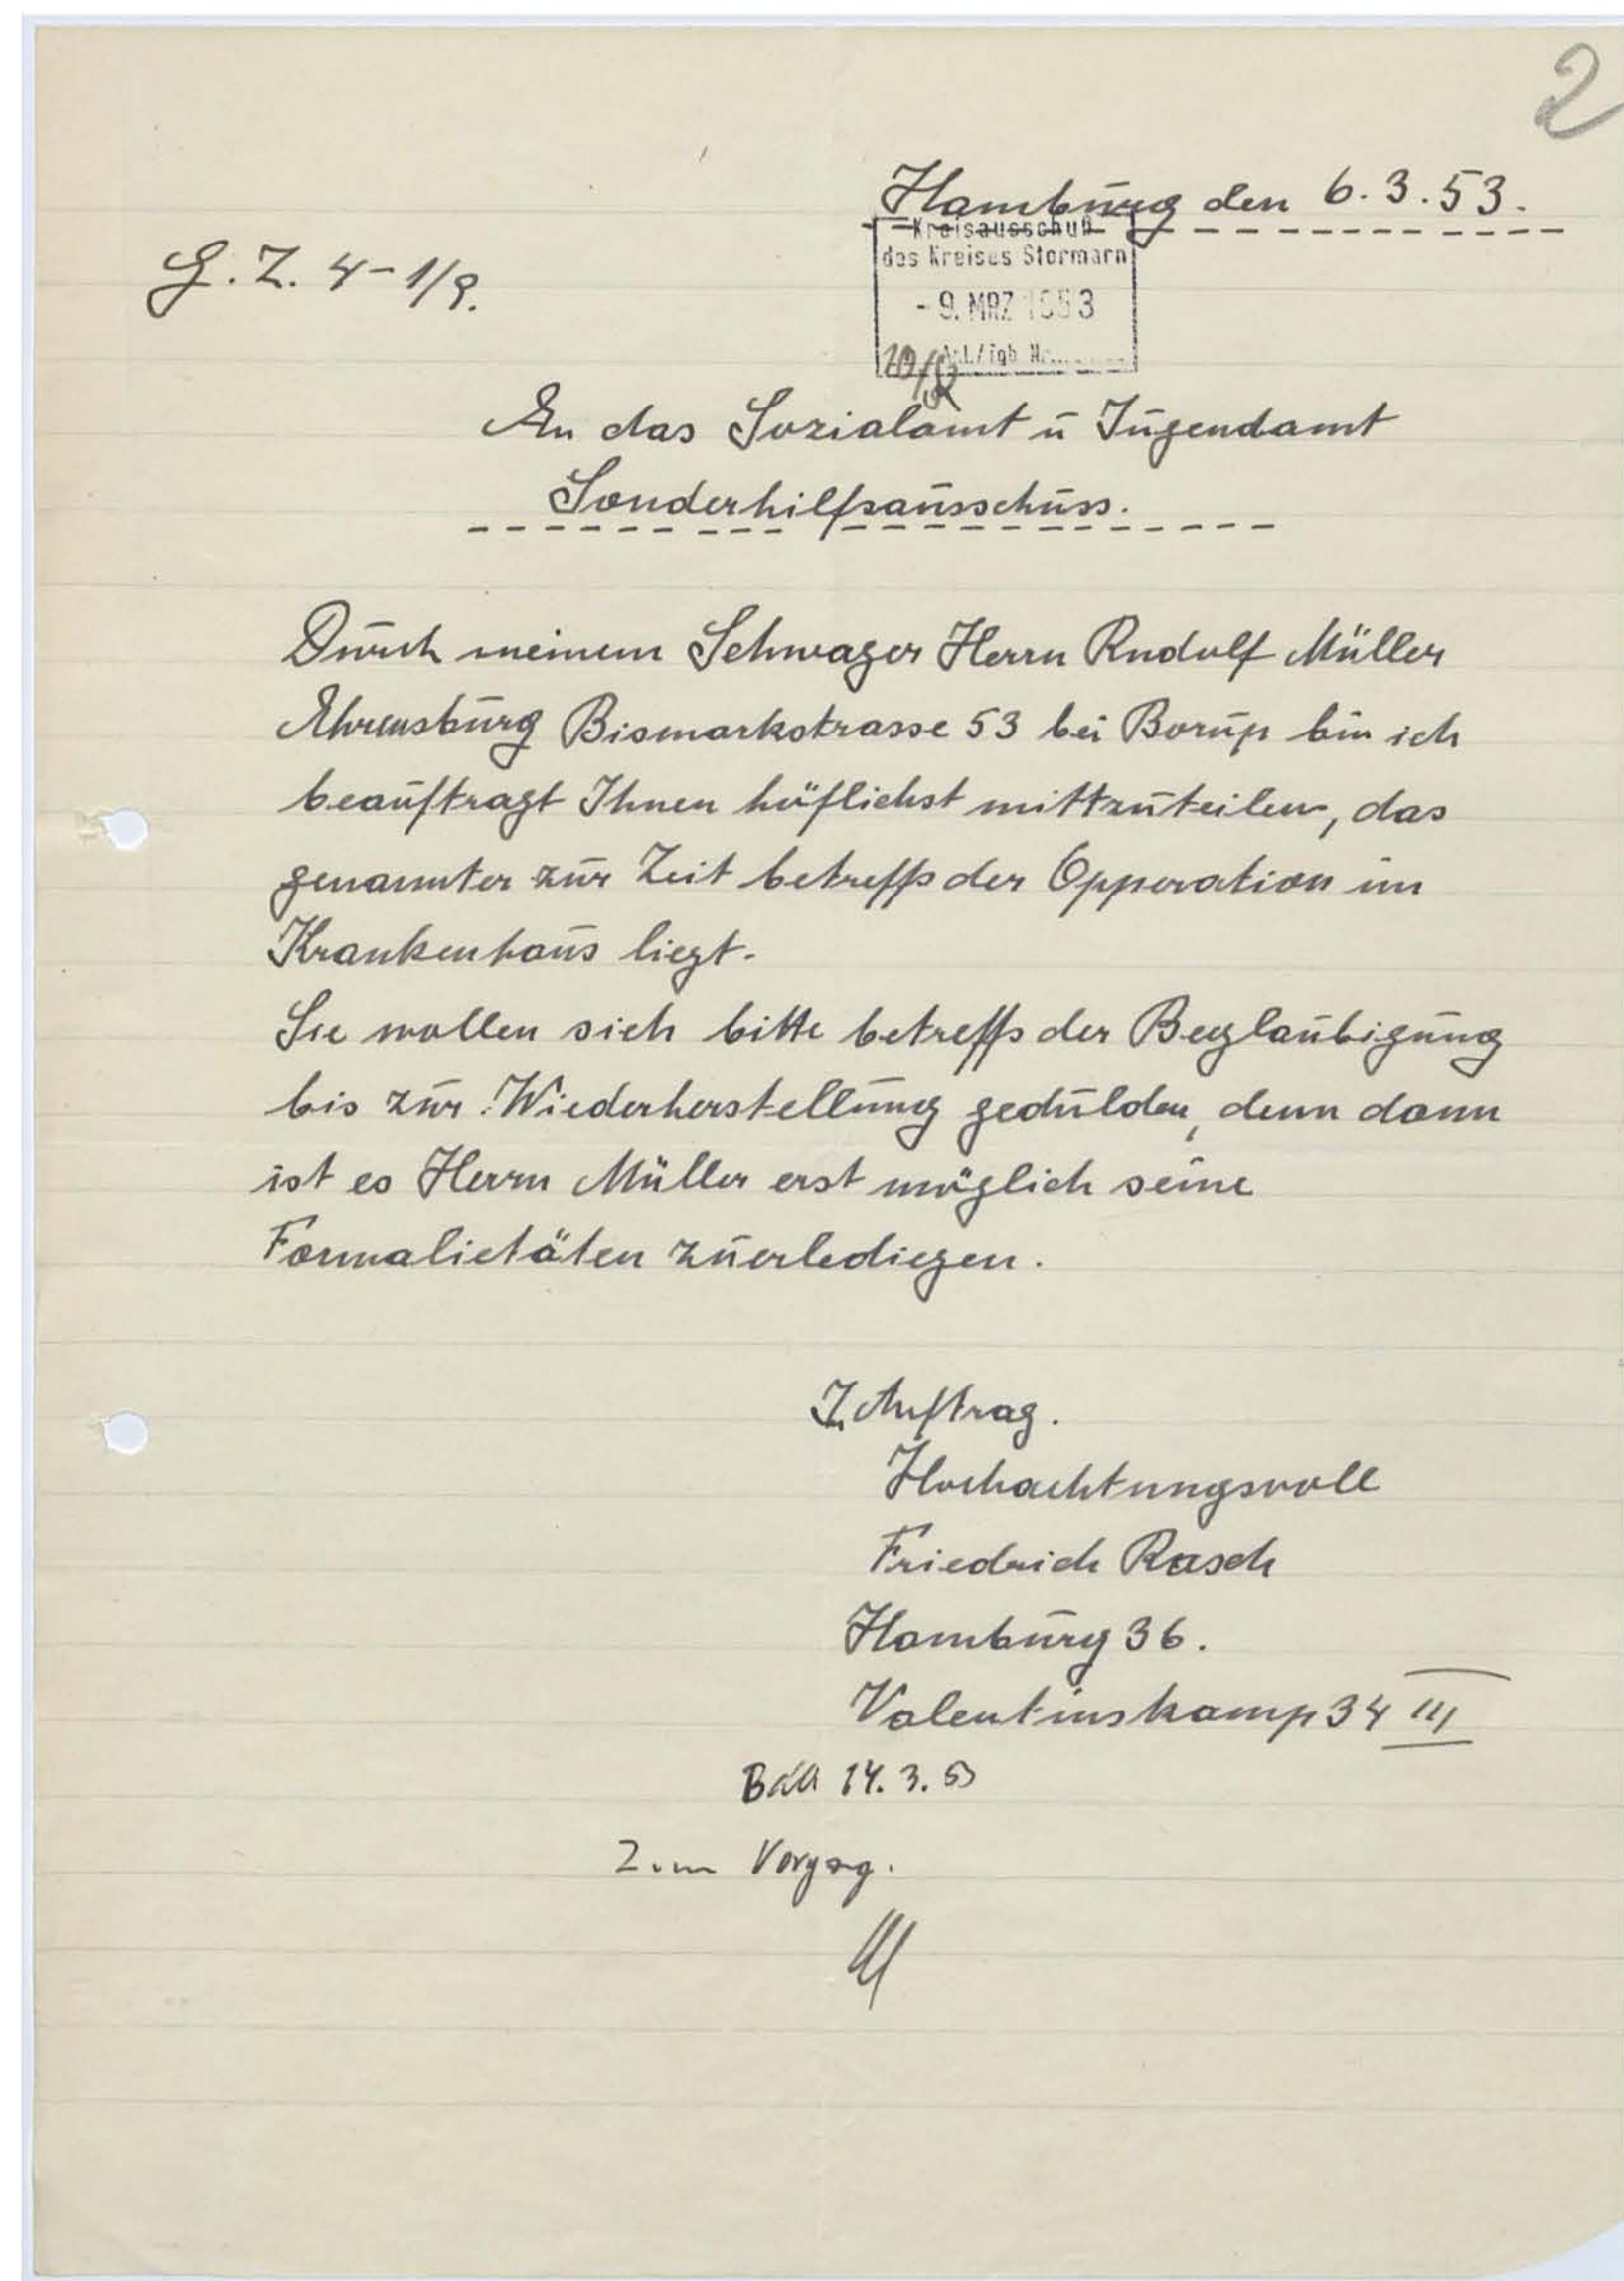 2
Hamburg den 6.3.53.
Kreisausschuß
des Kreises Stormarn
G.Z. 4-1/9.
- 9. MRZ 1953
An das Sozialamt u Jugendamt
Sonderhilfsausschuss.
Durch meinem Schwager Herrn Rudolf Müller
Ahrensburg Bismarkstrasse 53 bei Borup bin ich
beauftragt Ihnen höflichst mittzuteilen, das
genannter zur Zeit betreffs der Opperation im
Krankenhaus liegt.
Sie wollen sich bitte betreffs der Beglaubigung
bis zur Wiederherstellung gedulden, denn dann
ist es Herrn Müller erst möglich seine
Formalietäten zuerledigen.
I. Auftrag.
Hochachtungsvoll
Friedrich Rasch
Hamburg 36.
Valentinskamp 34 III
14.3.53
Zum Vorgang.